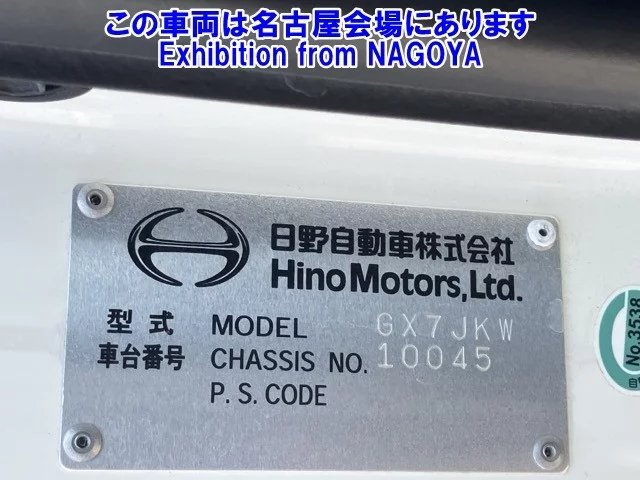 この車両は名古屋会場にあります
Exhibition from NAGOYA
日野自動車株式会社
Hino Motors, Ltd.
型式 MODEL GX7JKW
車台番号 CHASSIS NO. 10045
P.S. CODE
No.3538